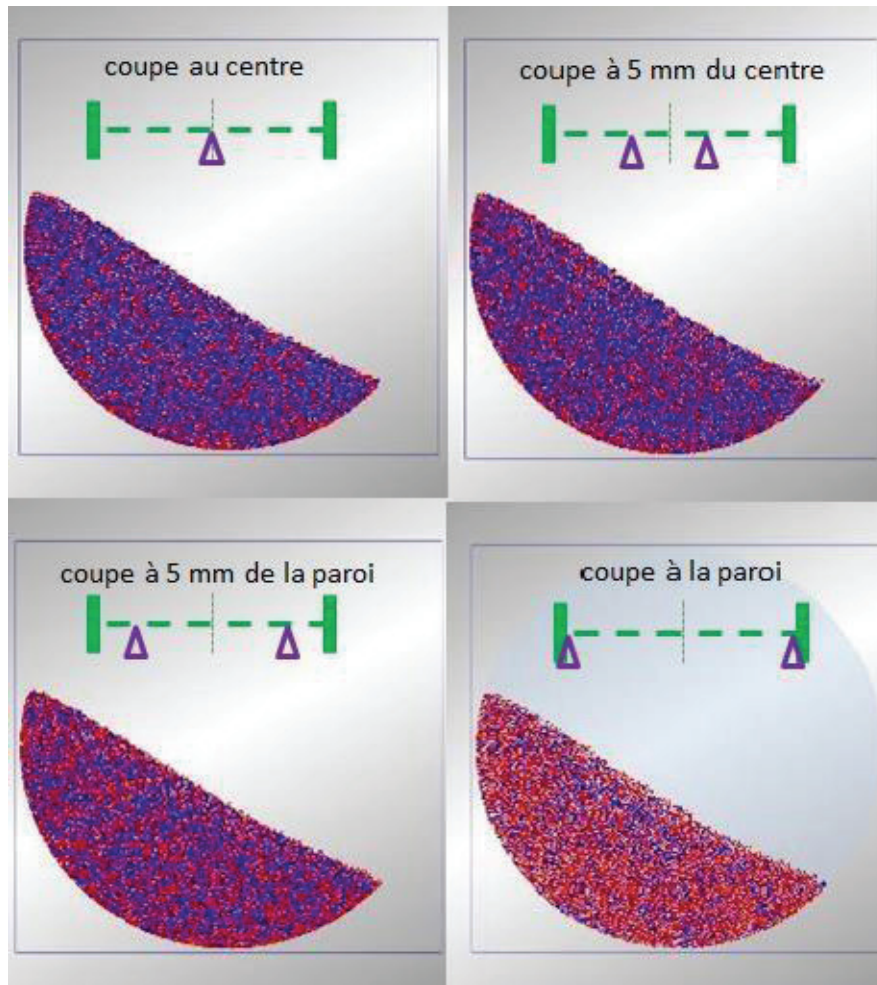 coupe au centre
coupe à 5 mm du centre
coupe à 5 mm de la paroi
coupe à la paroi